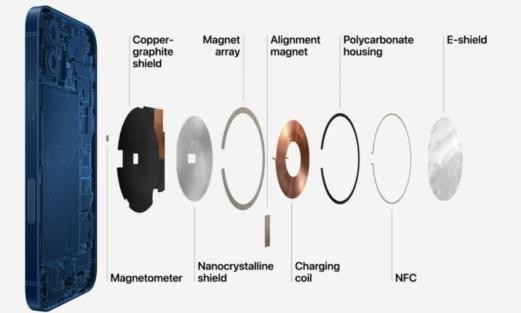 Copper-
graphite
shield
Magnet
array
Alignment
magnet
Polycarbonate
housing
E-shield
Magnetometer
Nanocrystalline
shield
Charging
coil
NFC